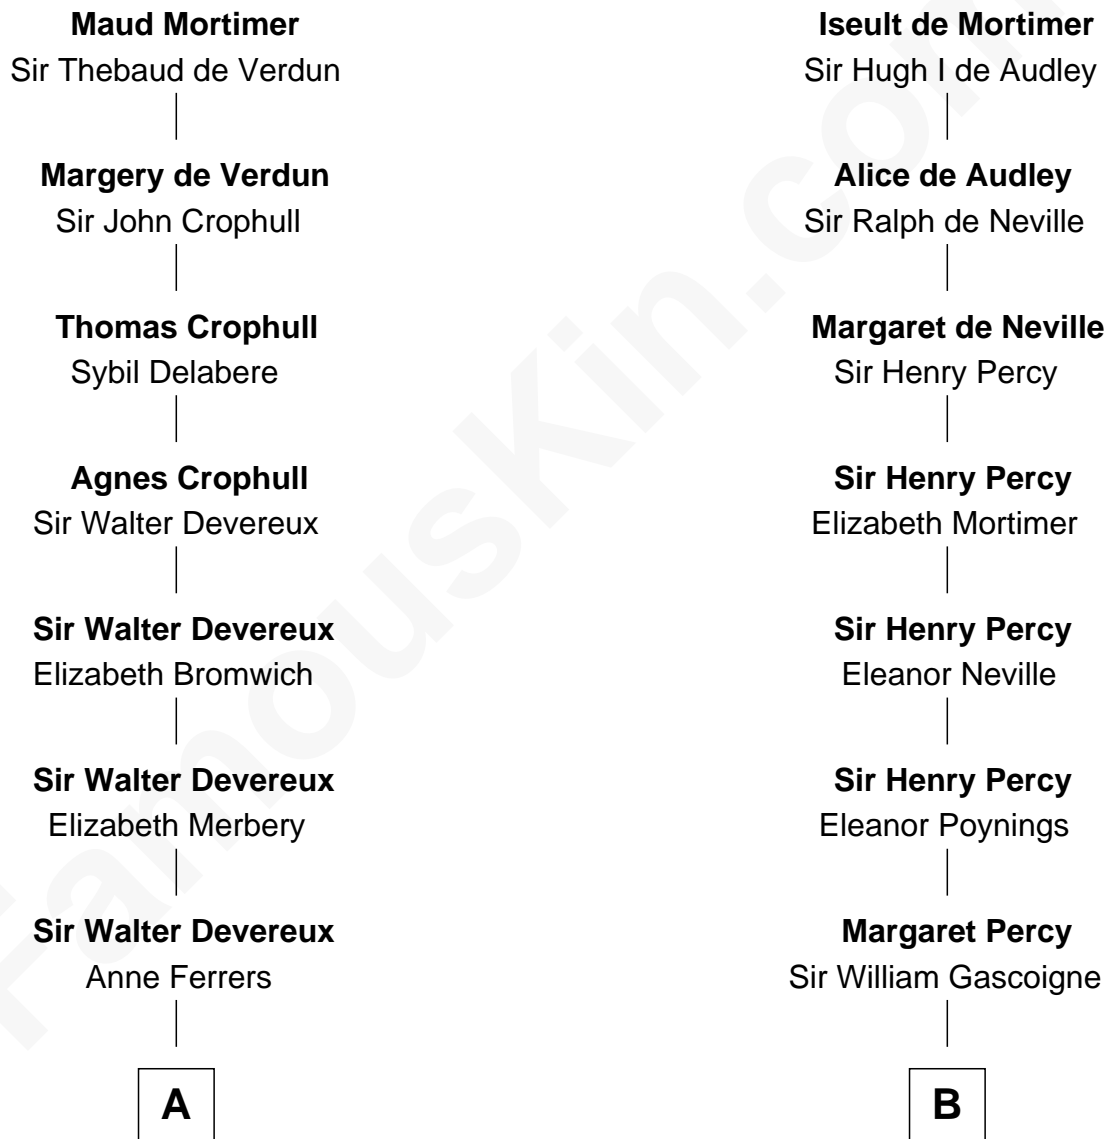 Maud Mortimer
Sir Thebaud de Verdun
Margery de Verdun
Sir John Crophull
Thomas Crophull
Sybil Delabere
Agnes Crophull
Sir Walter Devereux
Sir Walter Devereux
Elizabeth Bromwich
Sir Walter Devereux
Elizabeth Merbery
Sir Walter Devereux
Anne Ferrers
A
Iseult de Mortimer
Sir Hugh I de Audley
Alice de Audley
Sir Ralph de Neville
Margaret de Neville
Sir Henry Percy
Sir Henry Percy
Elizabeth Mortimer
Sir Henry Percy
Eleanor Neville
Sir Henry Percy
Eleanor Poynings
Margaret Percy
Sir William Gascoigne
B
FamousKin.com